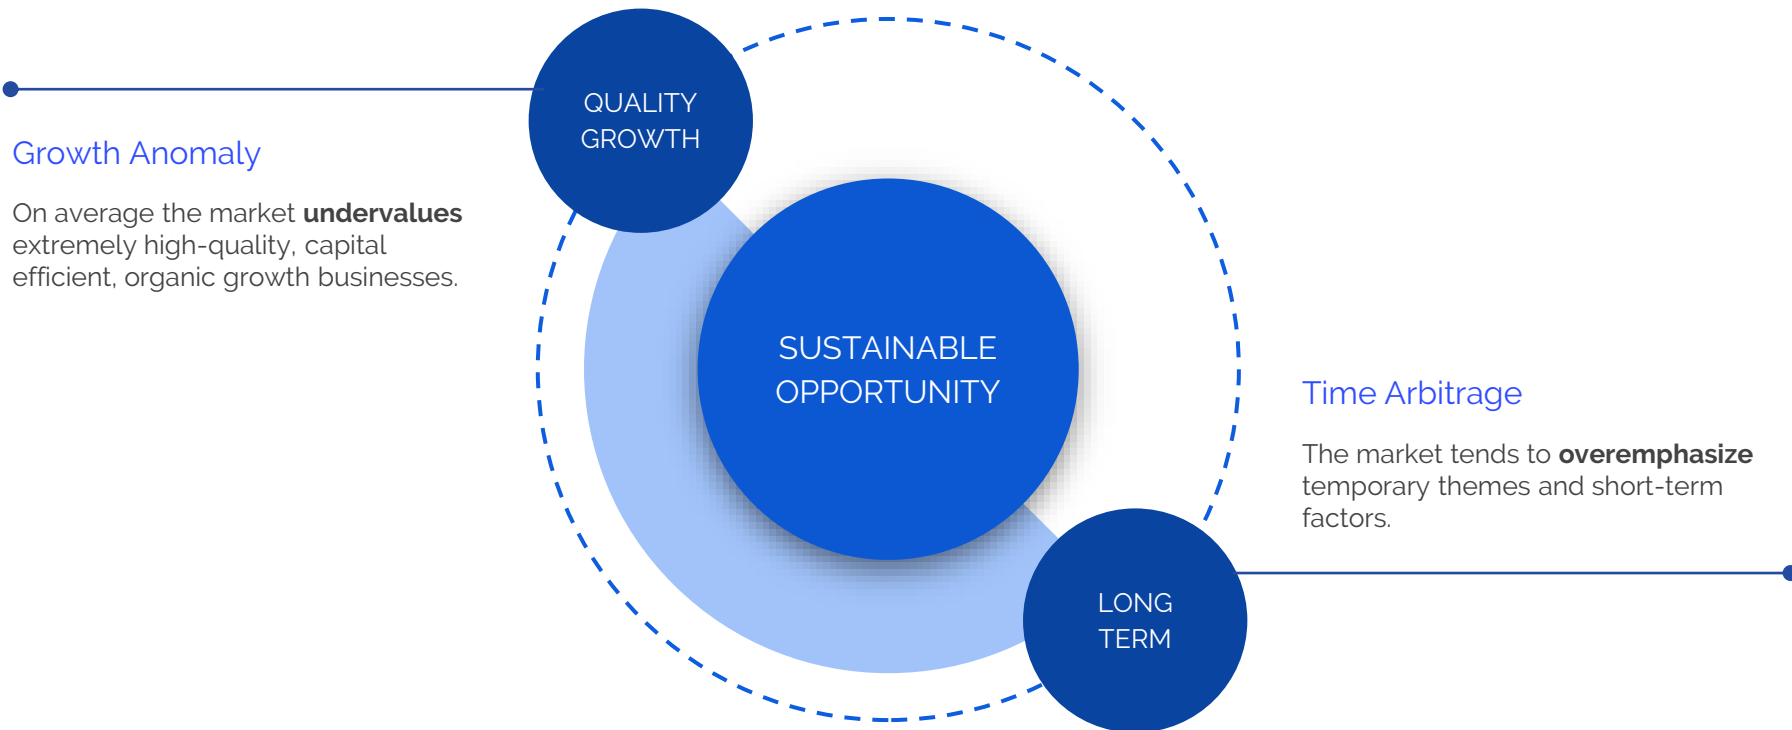 QUALITY
GROWTH
Growth Anomaly
On average the market undervalues
extremely high-quality, capital
efficient, organic growth businesses.
SUSTAINABLE
OPPORTUNITY
Time Arbitrage
The market tends to overemphasize
temporary themes and short-term
factors.
LONG
TERM